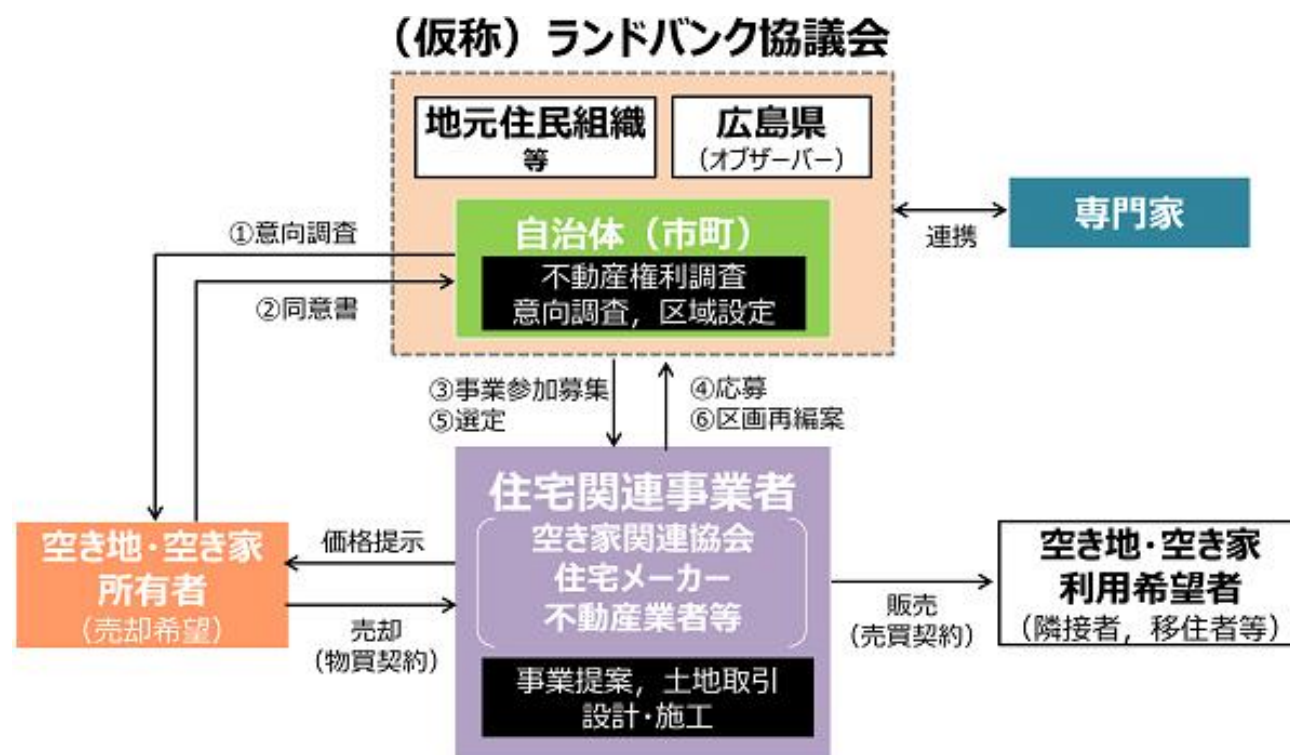 （仮称）ランドバンク協議会
地元住民組織
等
広島県
（オブザーバー）
自治体（市町）
不動産権利調査
意向調査，区域設定
連携
専門家
①意向調査
②同意書
③事業参加募集
⑤選定
④応募
⑥区画再編案
住宅関連事業者
空き家関連協会
住宅メーカー
不動産業者等
事業提案，土地取引
設計・施工
空き地・空き家
所有者
（売却希望）
価格提示
売却
（物買契約）
販売
（売買契約）
空き地・空き家
利用希望者
（隣接者，移住者等）